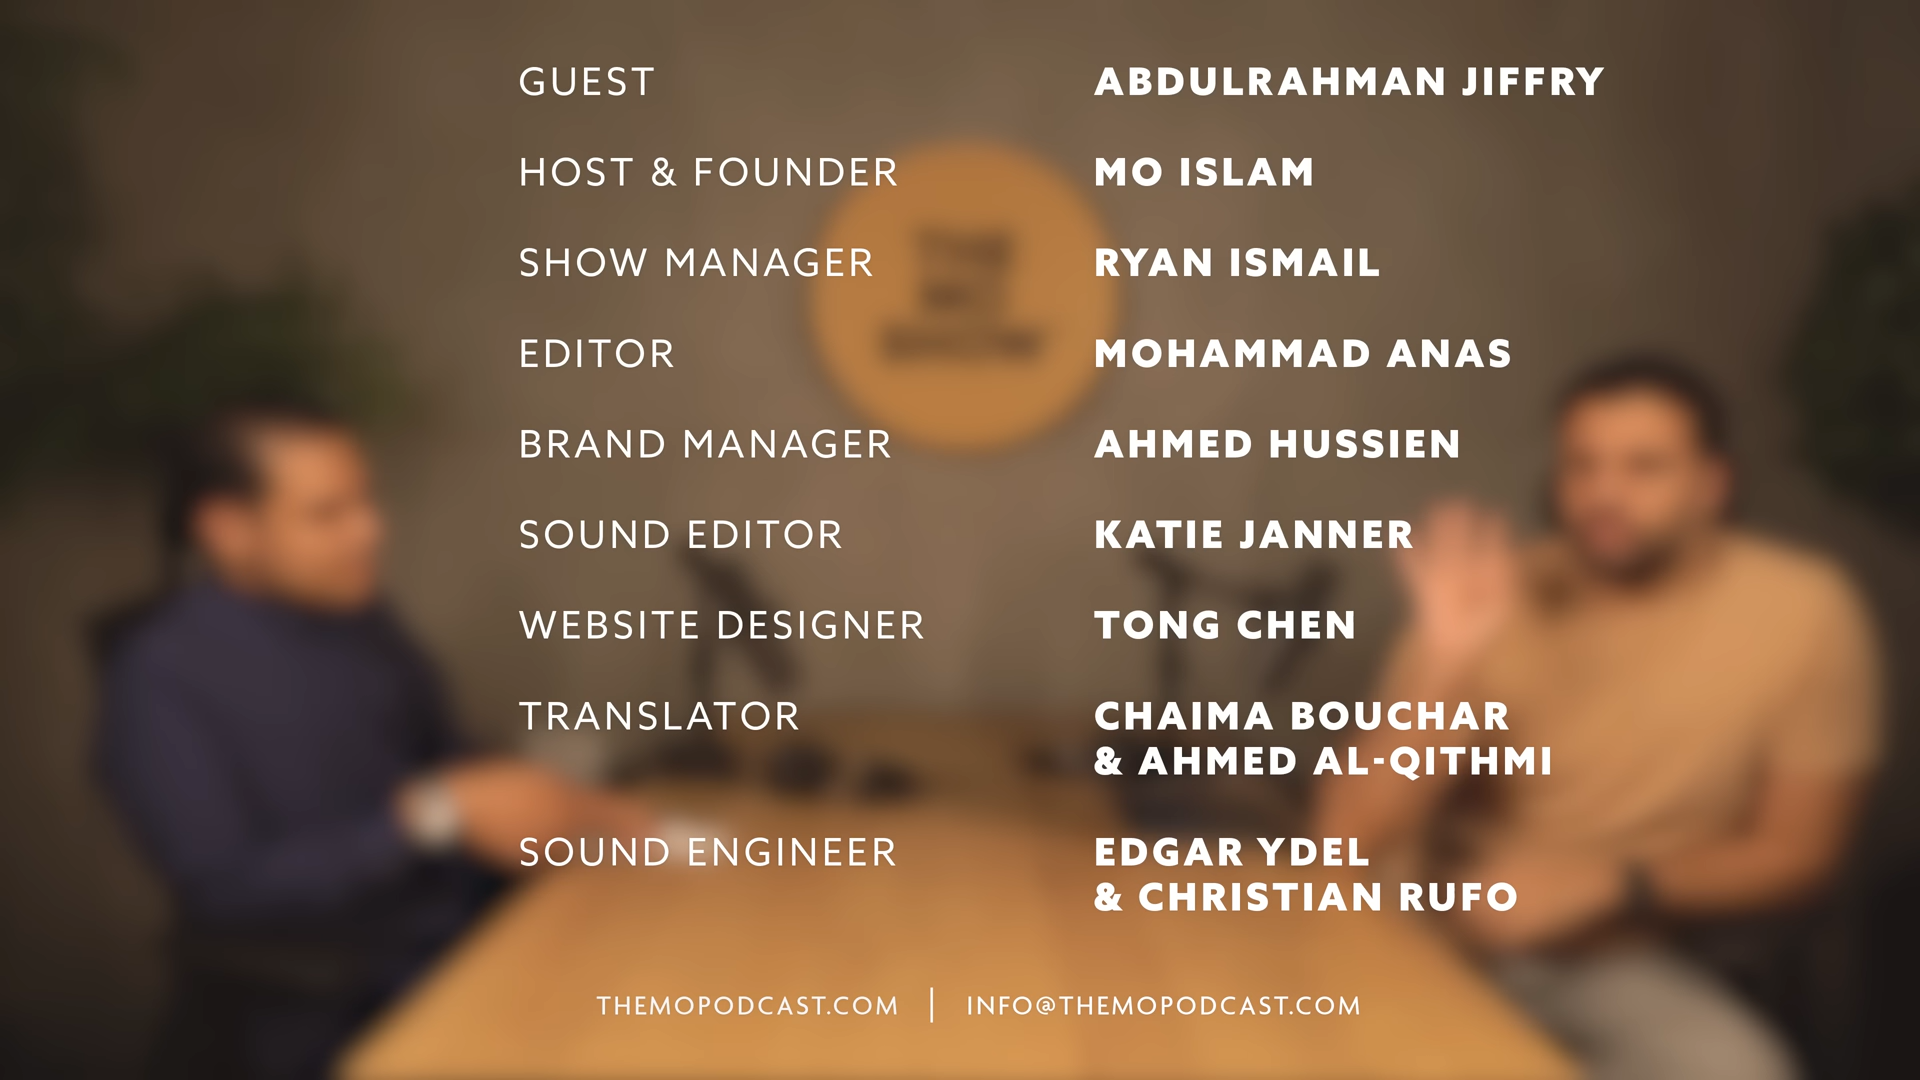 GUEST ABDULRAHMAN JIFFRY
HOST & FOUNDER MO ISLAM
SHOW MANAGER RYAN ISMAIL
EDITOR MOHAMMAD ANAS
BRAND MANAGER AHMED HUSSIEN
SOUND EDITOR KATIE JANNER
WEBSITE DESIGNER TONG CHEN
TRANSLATOR CHAIMA BOUCHAR
& AHMED AL-QITHMI
SOUND ENGINEER EDGAR YDEL
& CHRISTIAN RUFO
THEMOPODCAST.COM | INFO@THEMOPODCAST.COM